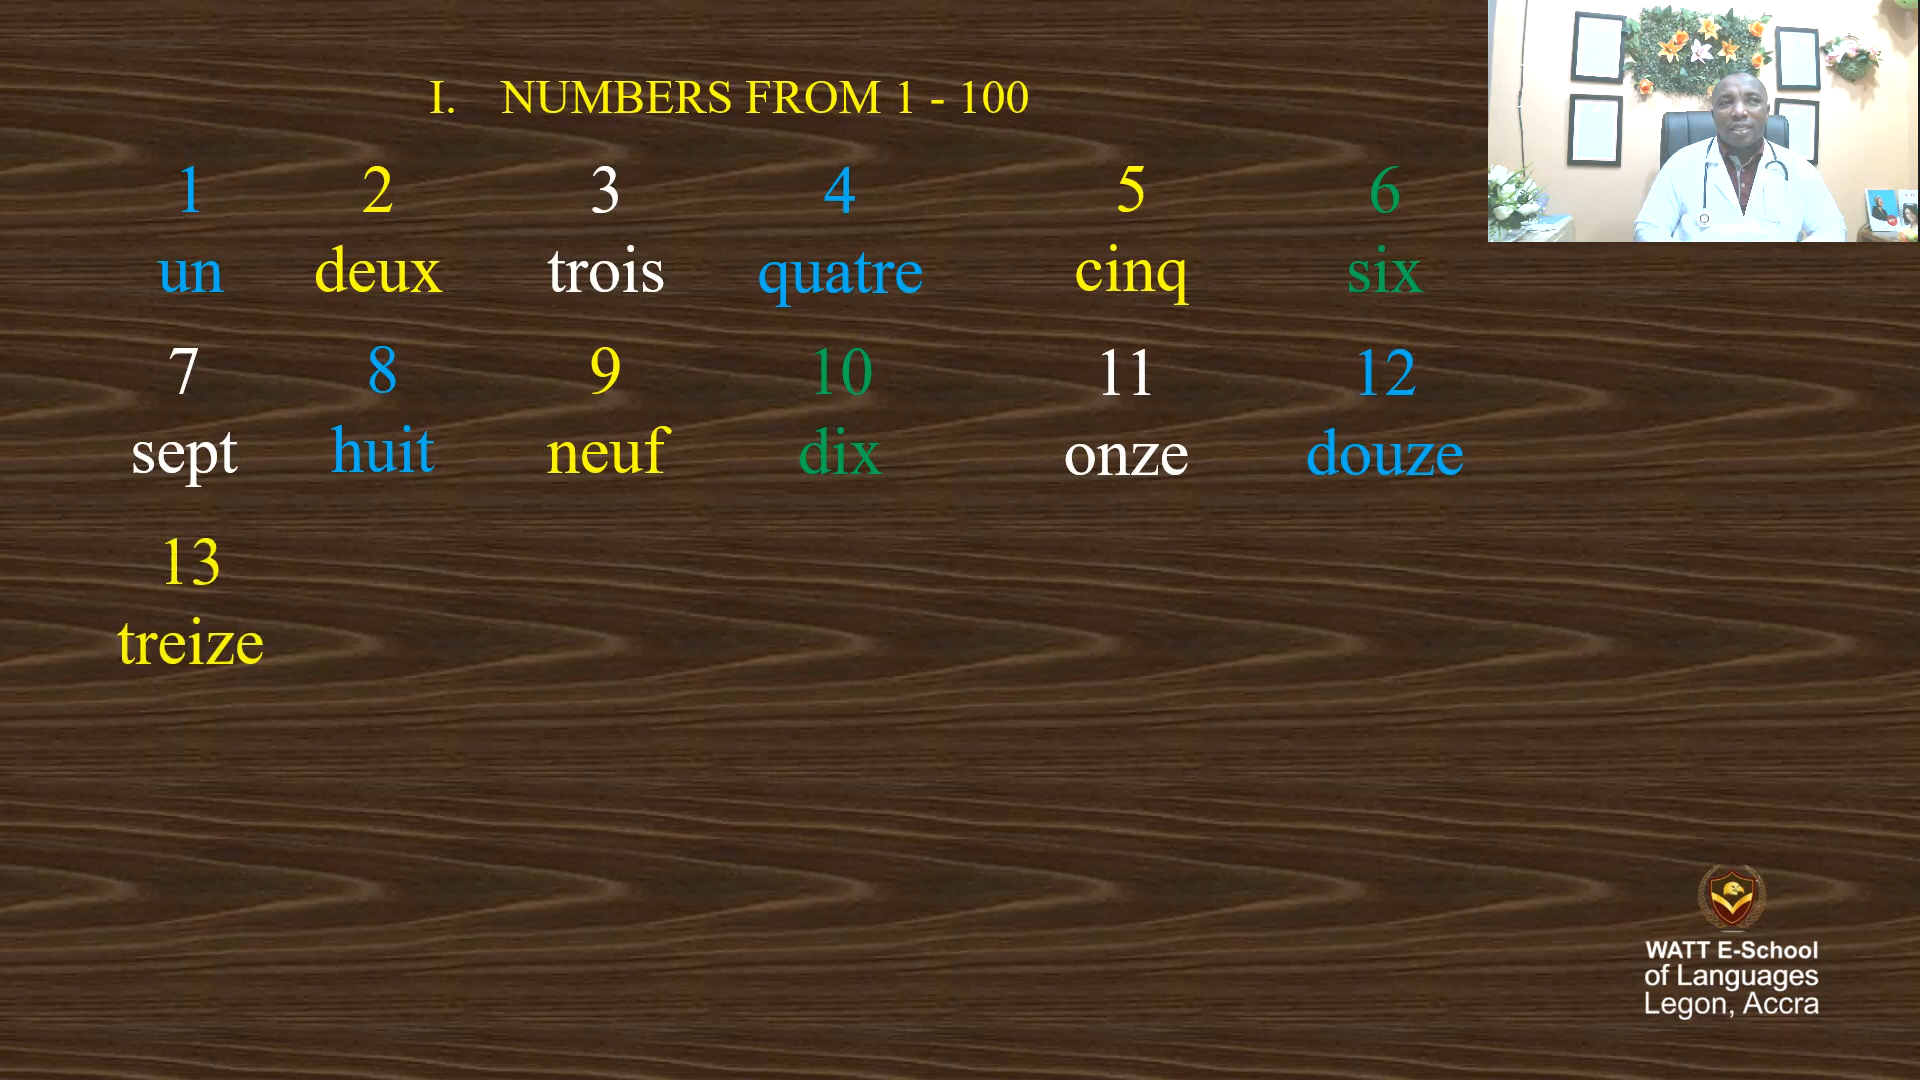 I. NUMBERS FROM 1 - 100
1 2 3 4 5 6
un deux trois quatre cinq six
7 8 9 10 11 12
sept huit neuf dix onze douze
13
treize
WATT E-School
of Languages
Legon, Accra